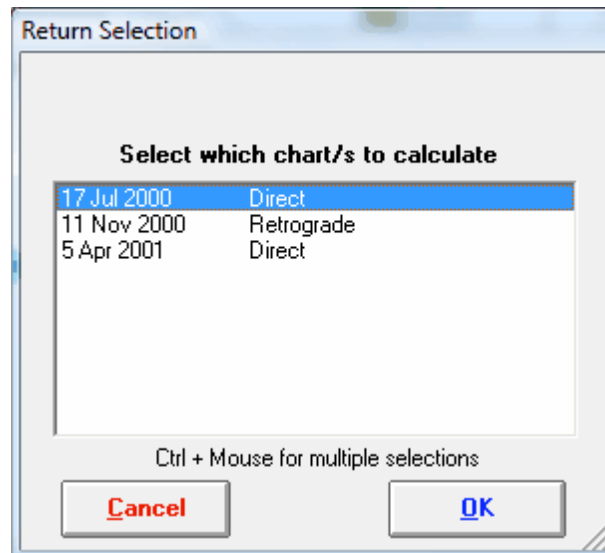 Return Selection
Select which chart/s to calculate
17 Jul 2000 Direct
11 Nov 2000 Retrograde
5 Apr 2001 Direct
Ctrl + Mouse for multiple selections
Cancel OK